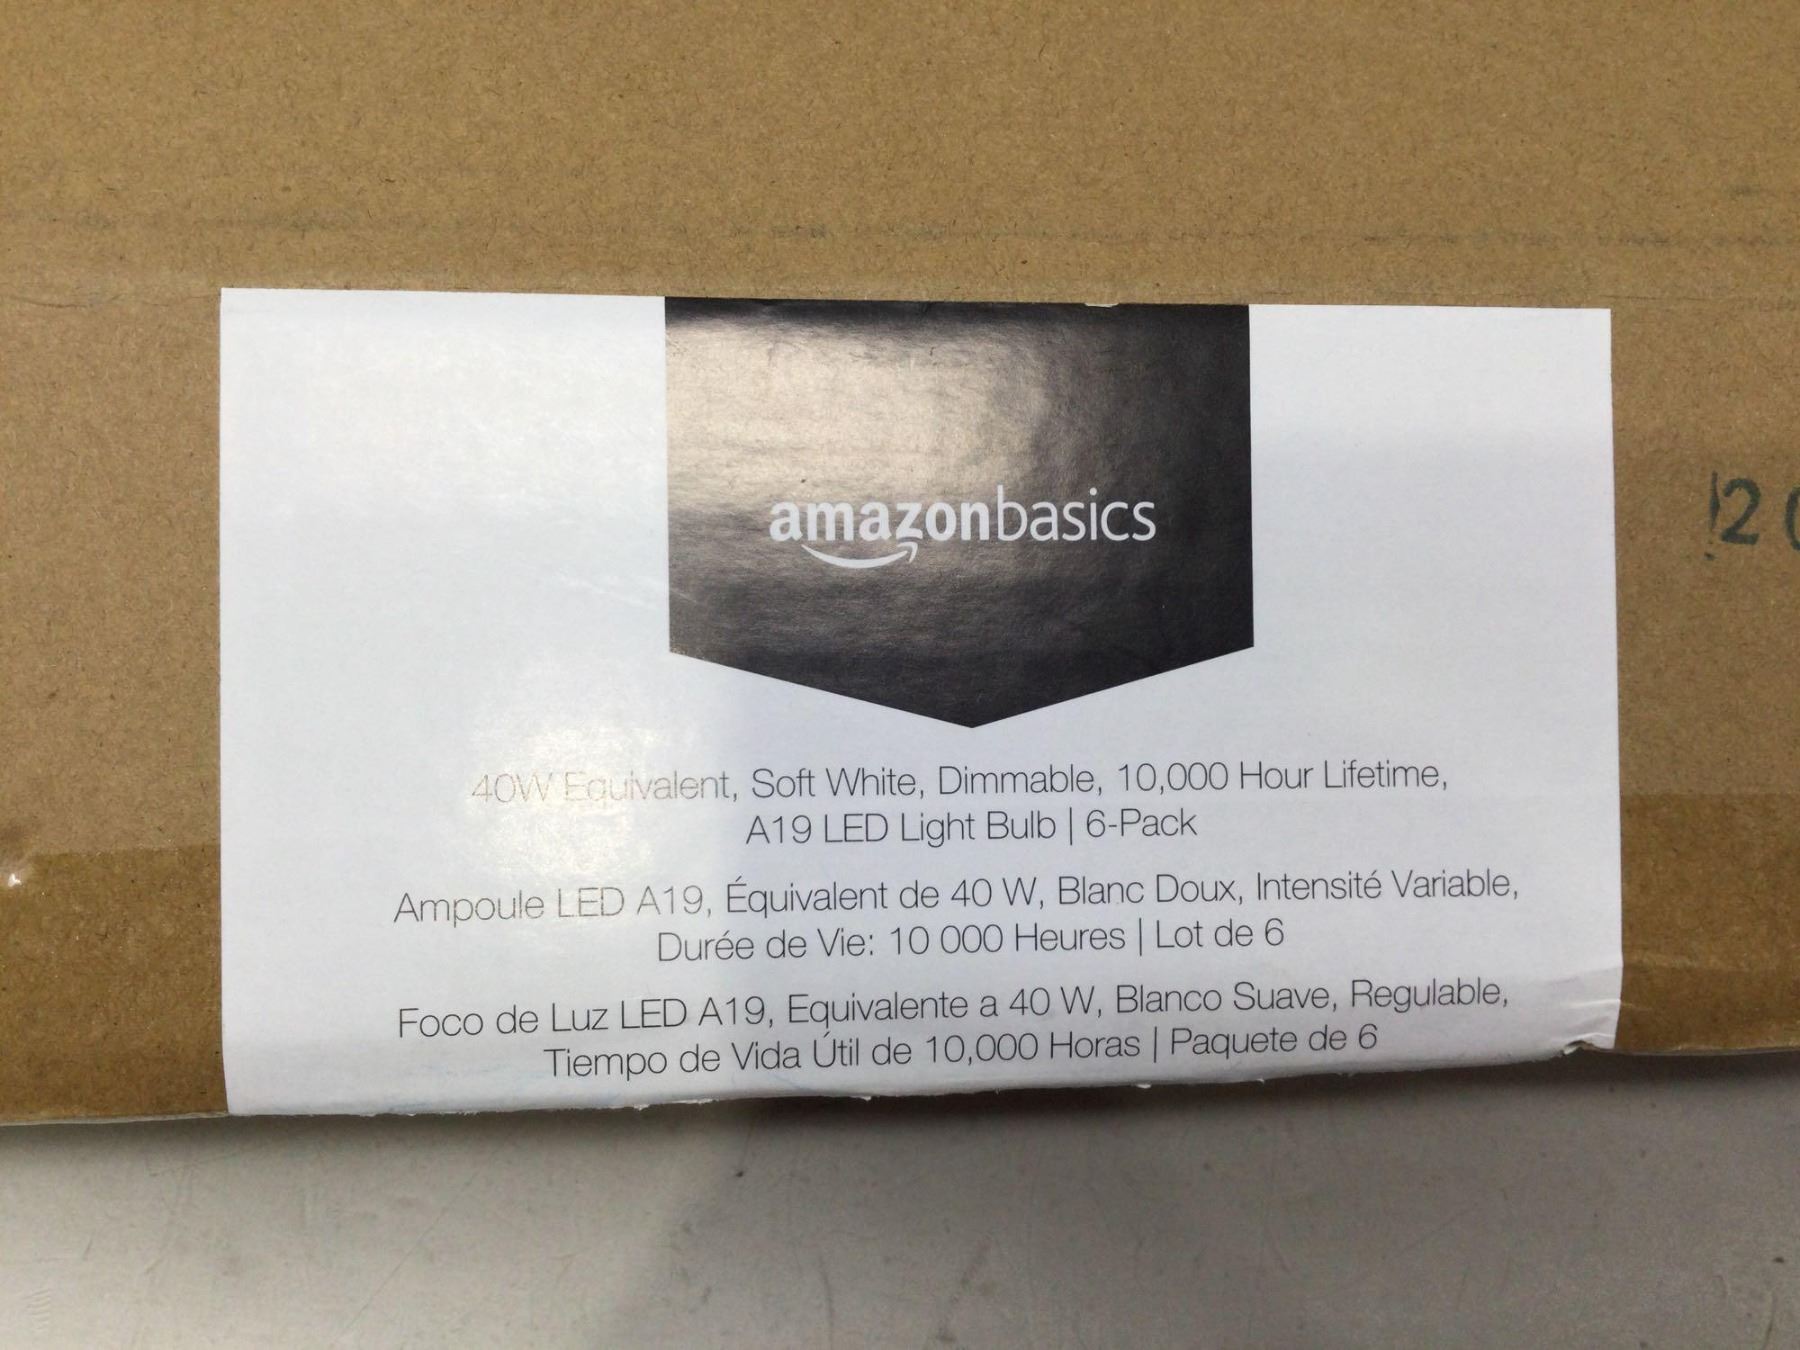 amazonbasics
40W Equivalent, Soft White, Dimmable, 10,000 Hour Lifetime,
A19 LED Light Bulb | 6-Pack
Ampoule LED A19, Équivalent de 40 W, Blanc Doux, Intensité Variable,
Durée de Vie: 10 000 Heures | Lot de 6
Foco de Luz LED A19, Equivalente a 40 W, Blanco Suave, Regulable,
Tiempo de Vida Útil de 10,000 Horas | Paquete de 6